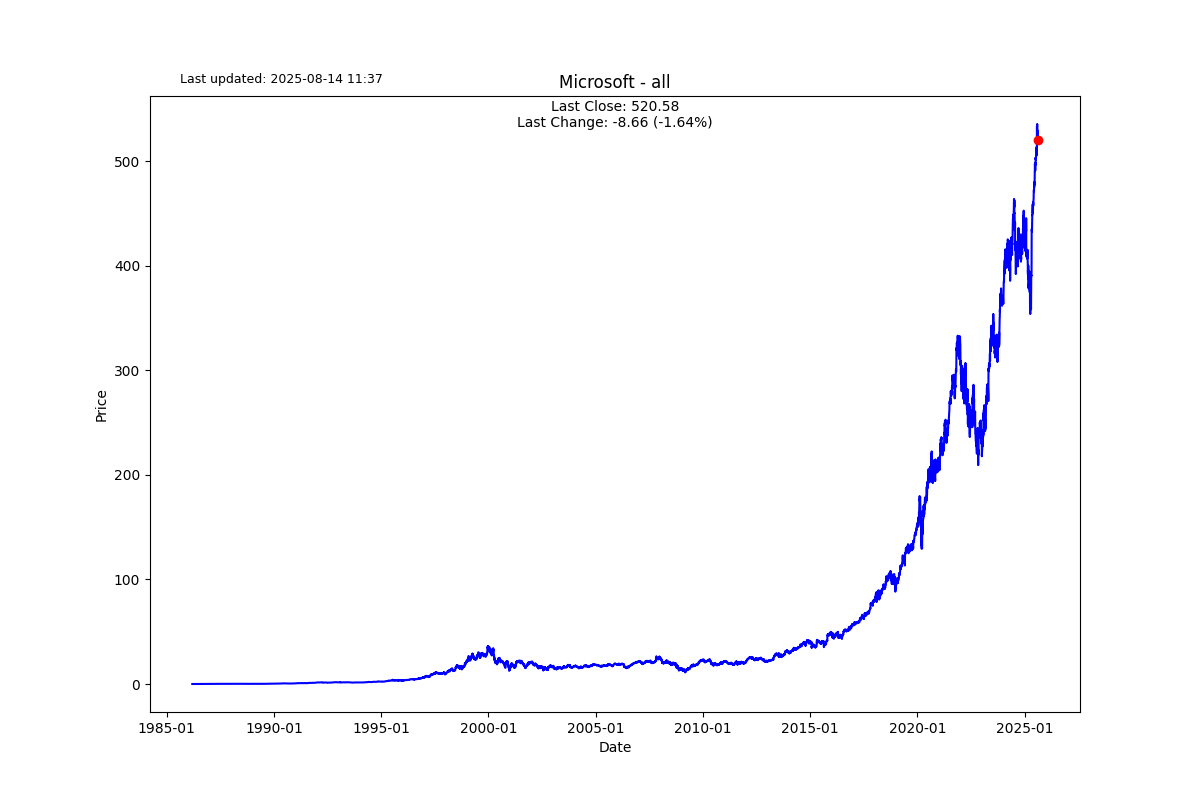 Last updated: 2025-08-14 11:37
Microsoft - all
Last Close: 520.58
Last Change: -8.66 (-1.64%)
500
400
300
200
100
0
Price
1985-01 1990-01 1995-01 2000-01 2005-01 2010-01 2015-01 2020-01 2025-01
Date